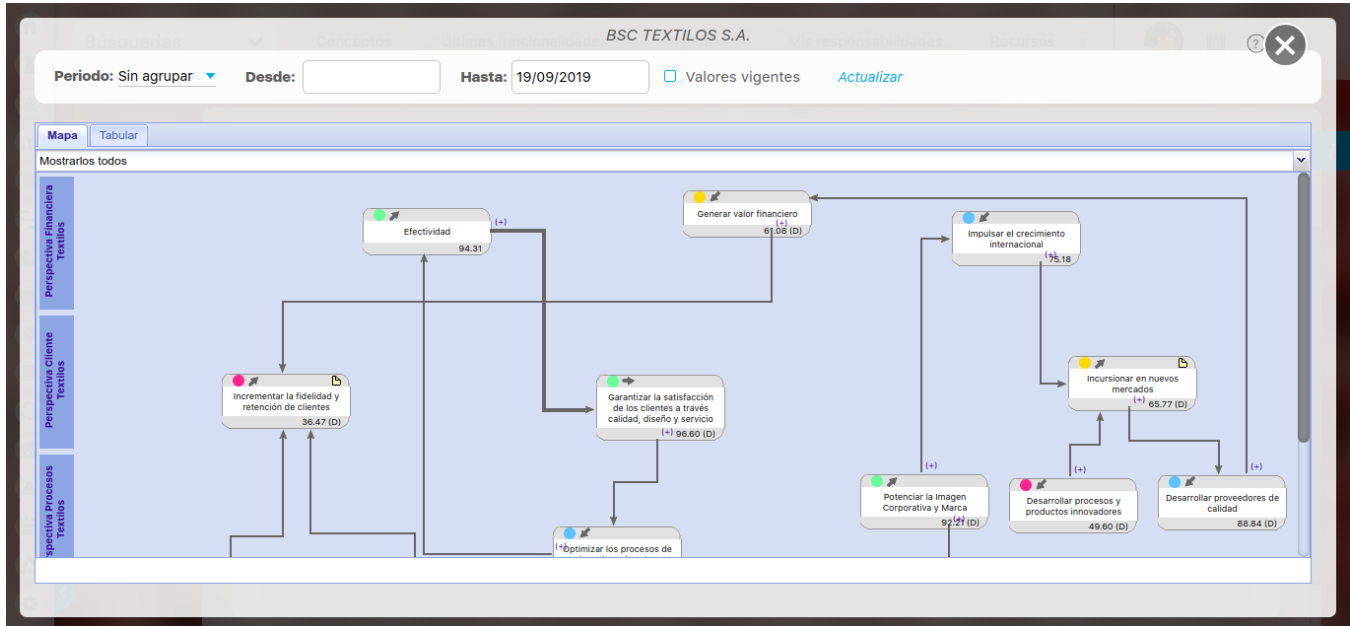 BSC TEXTILOS S.A.
Periodo: Sin agrupar
Desde:
Hasta: 19/09/2019
Valores vigentes
Actualizar
Mapa
Tabular
Mostrarlos todos
Perspectiva Financiera
Textilos
Efectividad
(+)
94.31
Generar valor financiero
(+)
61.08 (D)
Impulsar el crecimiento
internacional
(+)
75.18
Perspectiva Cliente
Textilos
Incrementar la fidelidad y
retención de clientes
36.47 (D)
Garantizar la satisfacción
de los clientes a través
calidad, diseño y servicio
(+) 96.60 (D)
Incursionar en nuevos
mercados
(+)
65.77 (D)
spectiva Procesos
Textilos
(+)
Optimizar los procesos de
(+)
Potenciar la Imagen
Corporativa y Marca
(+)
92.21 (D)
(+)
Desarrollar procesos y
productos innovadores
49.60 (D)
(+)
Desarrollar proveedores de
calidad
88.84 (D)